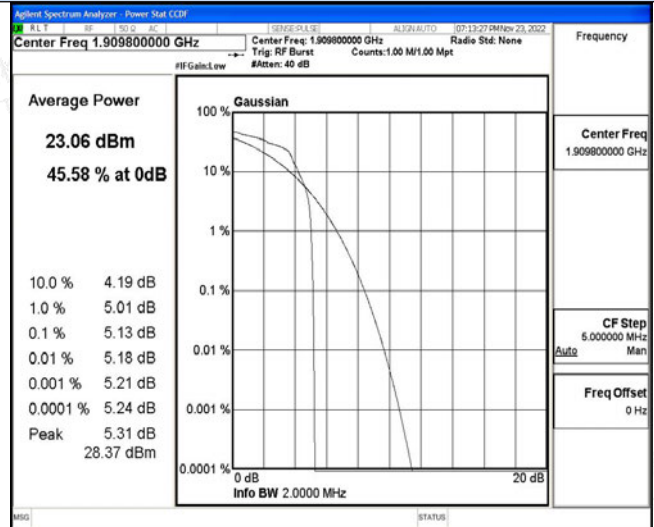 Agilent Spectrum Analyzer - Power Stat CCDF
RLT RF 50 Ω AC SENSE:PULSE ALIGN AUTO 07:13:27 PM Nov 23, 2022
Center Freq 1.909800000 GHz
Center Freq: 1.909800000 GHz Radio Std: None
Trig: RF Burst Counts:1.00 M/1.00 Mpt
#IFGain:Low #Atten: 40 dB
Frequency
Average Power
23.06 dBm
45.58 % at 0dB
10.0 % 4.19 dB
1.0 % 5.01 dB
0.1 % 5.13 dB
0.01 % 5.18 dB
0.001 % 5.21 dB
0.0001 % 5.24 dB
Peak 5.31 dB
28.37 dBm
100 % Gaussian
10 %
1 %
0.1 %
0.01 %
0.001 %
0.0001 %
0 dB 20 dB
Info BW 2.0000 MHz
Center Freq
1.909800000 GHz
CF Step
5.000000 MHz
Auto Man
Freq Offset
0 Hz
MSG STATUS